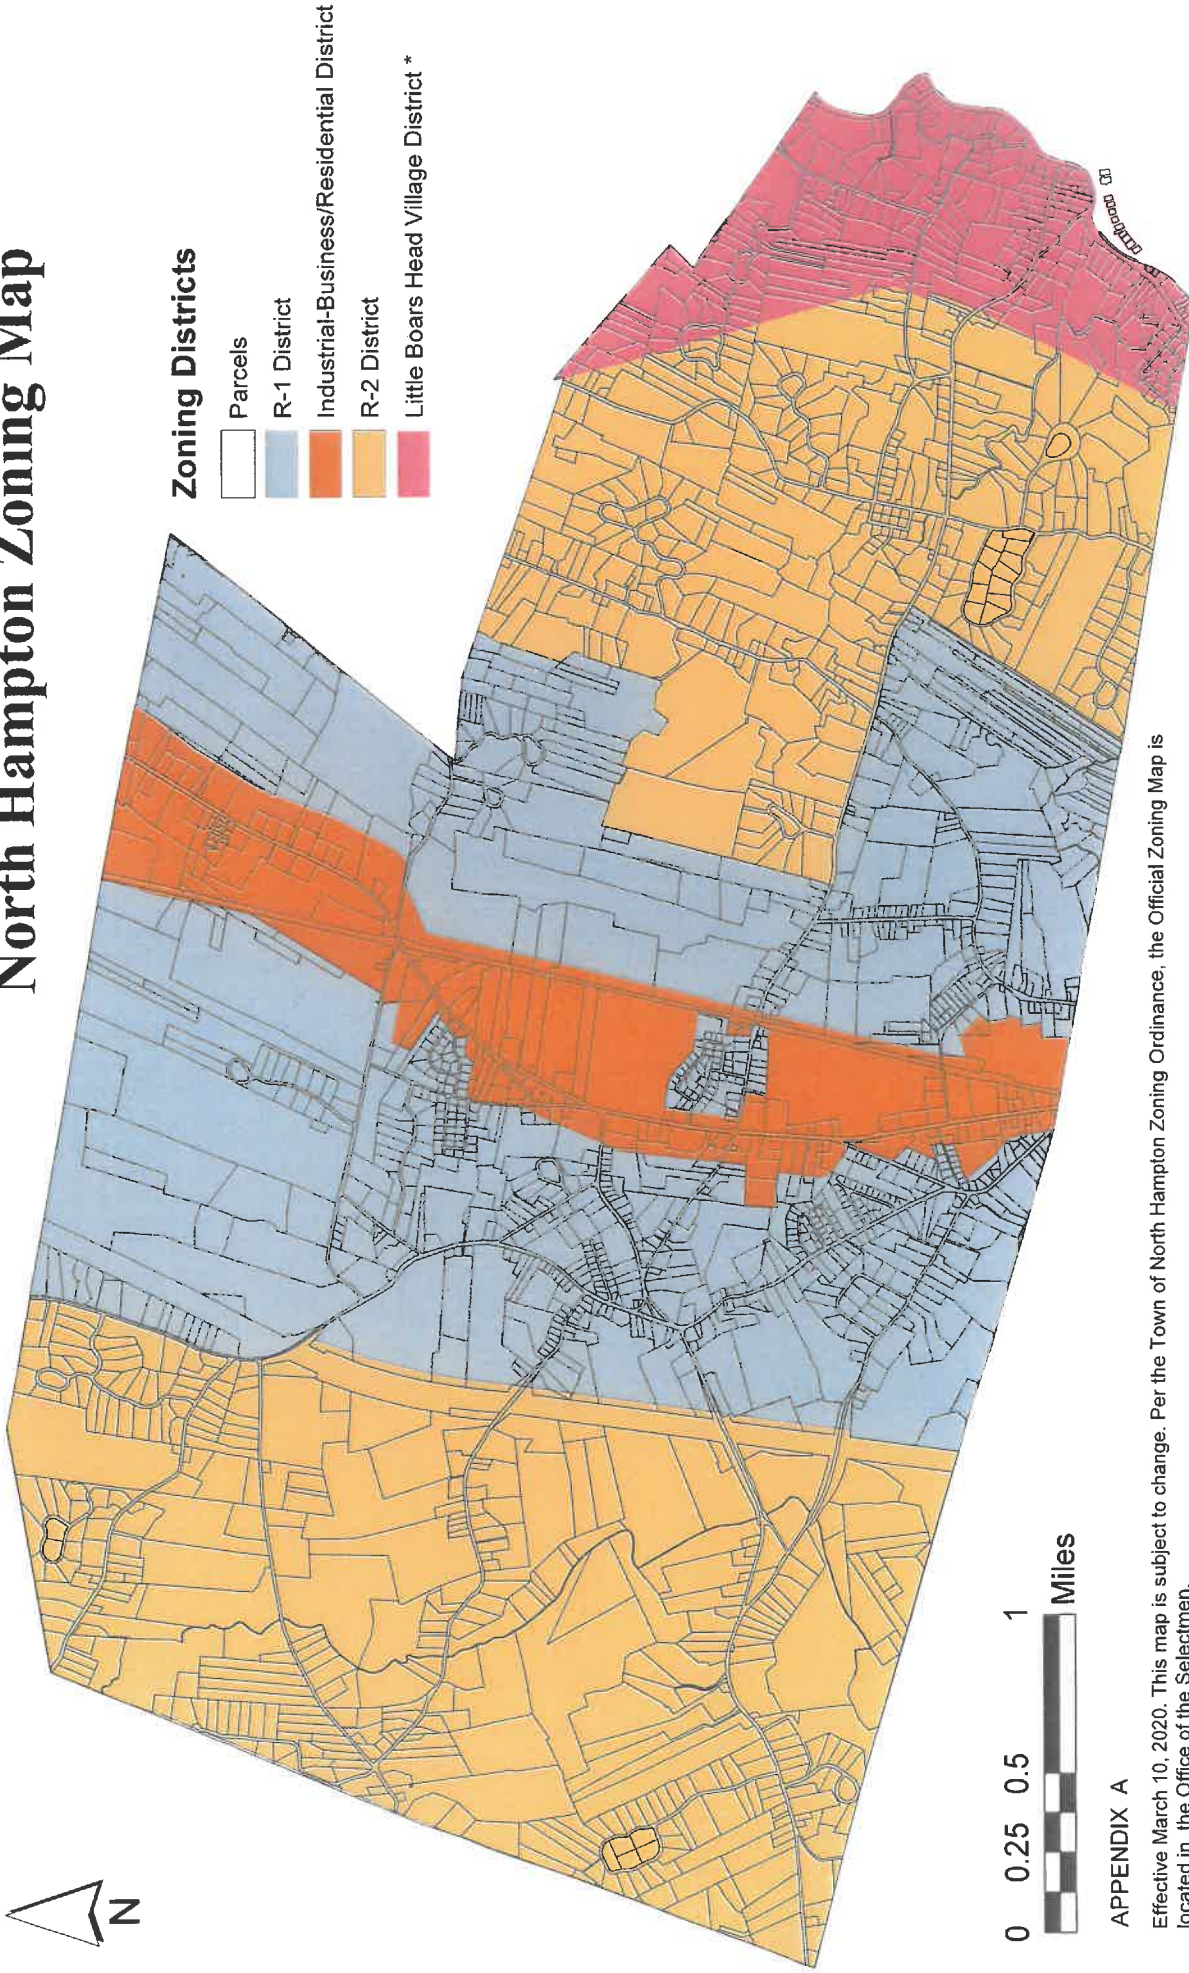 North Hampton Zoning Map
Zoning Districts
Parcels
R-1 District
Industrial-Business/Residential District
R-2 District
Little Boars Head Village District *
N
0 0.25 0.5 1
Miles
APPENDIX A
Effective March 10, 2020. This map is subject to change. Per the Town of North Hampton Zoning Ordinance, the Official Zoning Map is
located in the Office of the Selectmen.